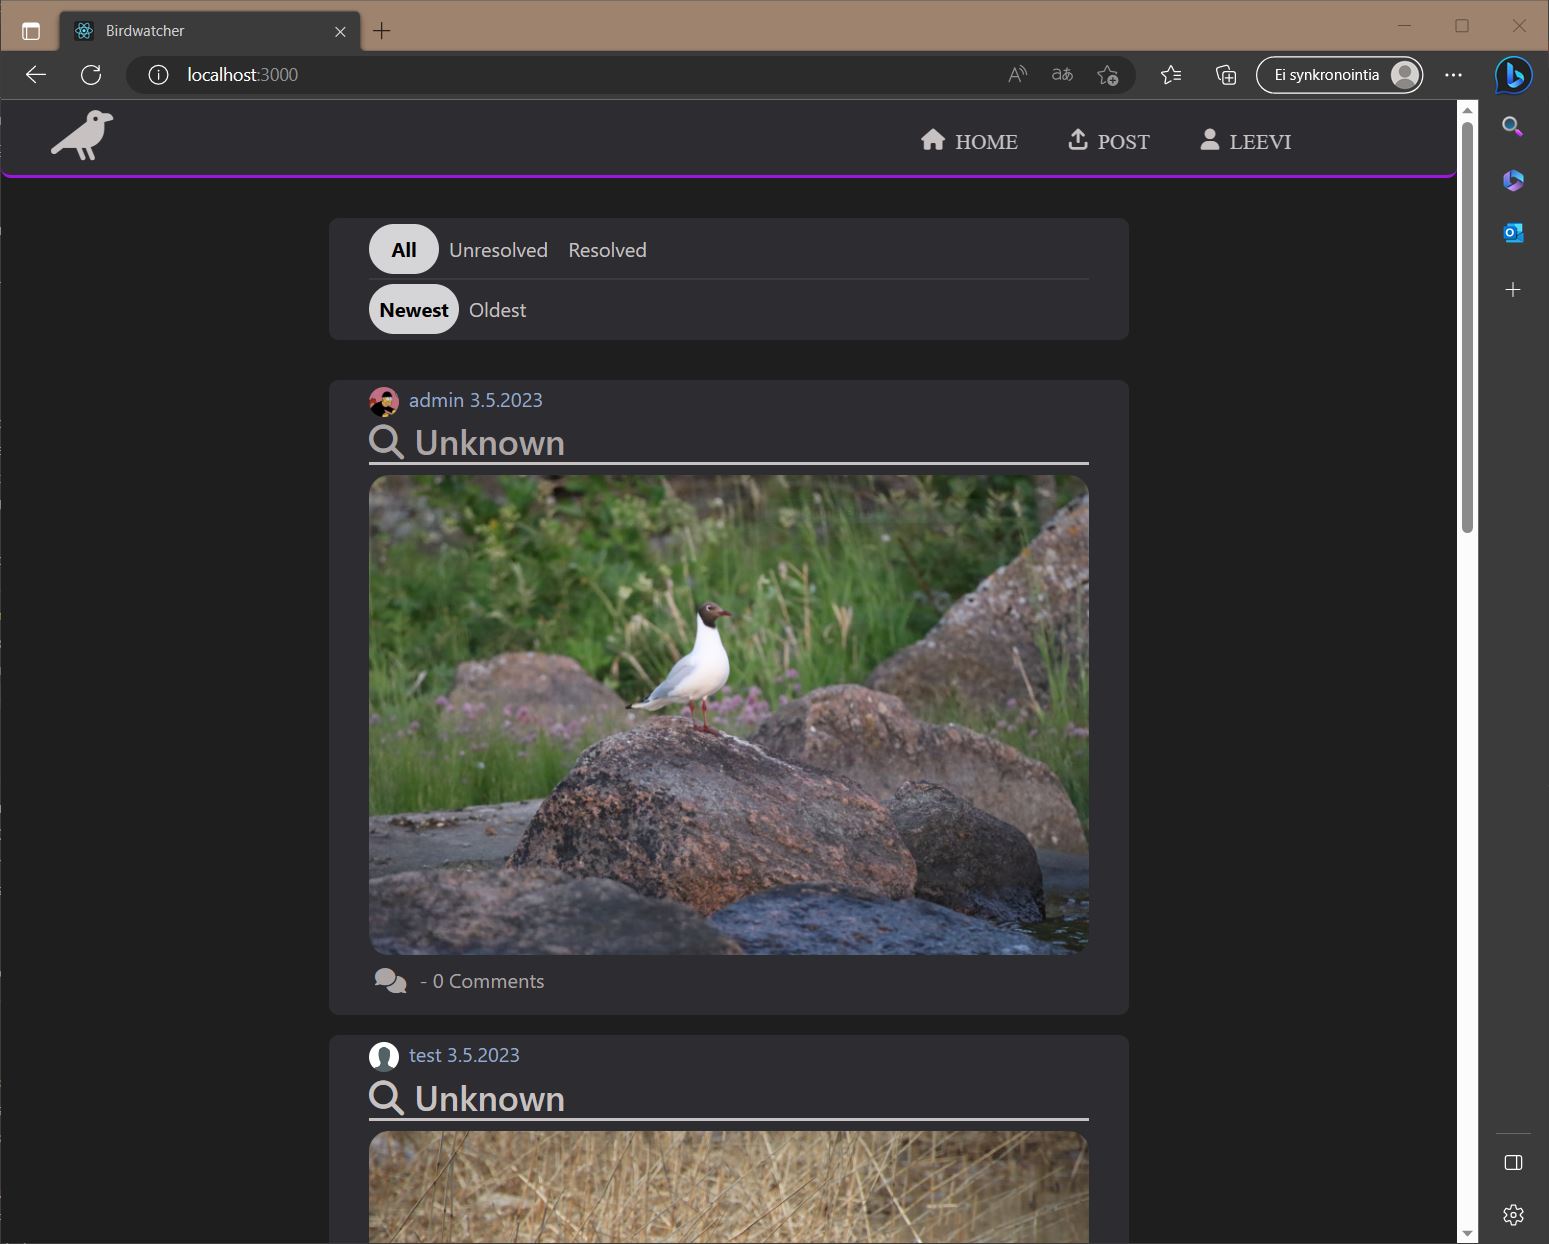 Birdwatcher
localhost:3000
Ei synkronointia
HOME POST LEEVI
All Unresolved Resolved
Newest Oldest
admin 3.5.2023
Unknown
- 0 Comments
test 3.5.2023
Unknown